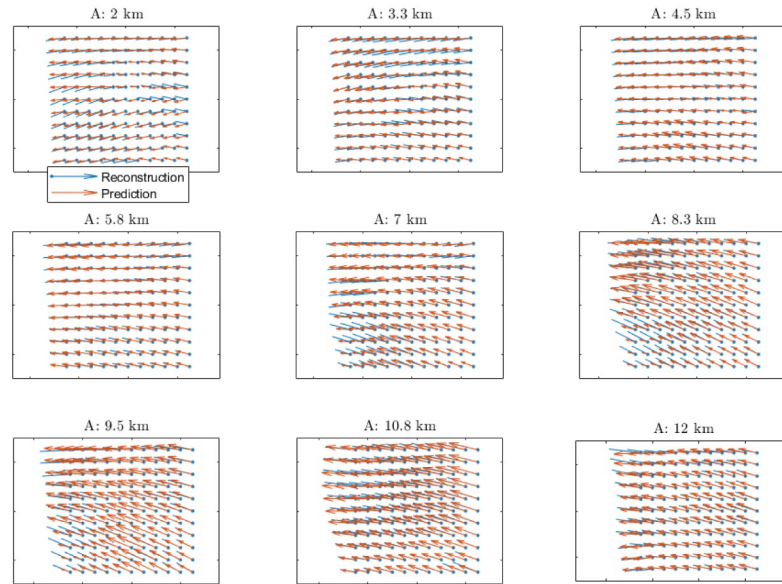 A: 2 km
A: 3.3 km
A: 4.5 km
Reconstruction
Prediction
A: 5.8 km
A: 7 km
A: 8.3 km
A: 9.5 km
A: 10.8 km
A: 12 km